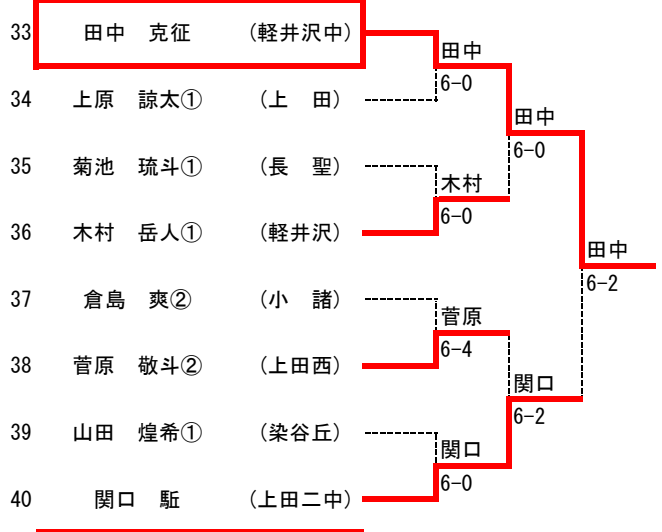 33 田中 克征 (軽井沢中)
田中
6-0
34 上原 諒太① (上 田)
田中
6-0
35 菊池 琉斗① (長 聖)
木村
6-0
36 木村 岳人① (軽井沢)
田中
6-2
37 倉島 爽② (小 諸)
菅原
6-4
38 菅原 敬斗② (上田西)
関口
6-2
39 山田 煌希① (染谷丘)
関口
6-0
40 関口 駈 (上田二中)